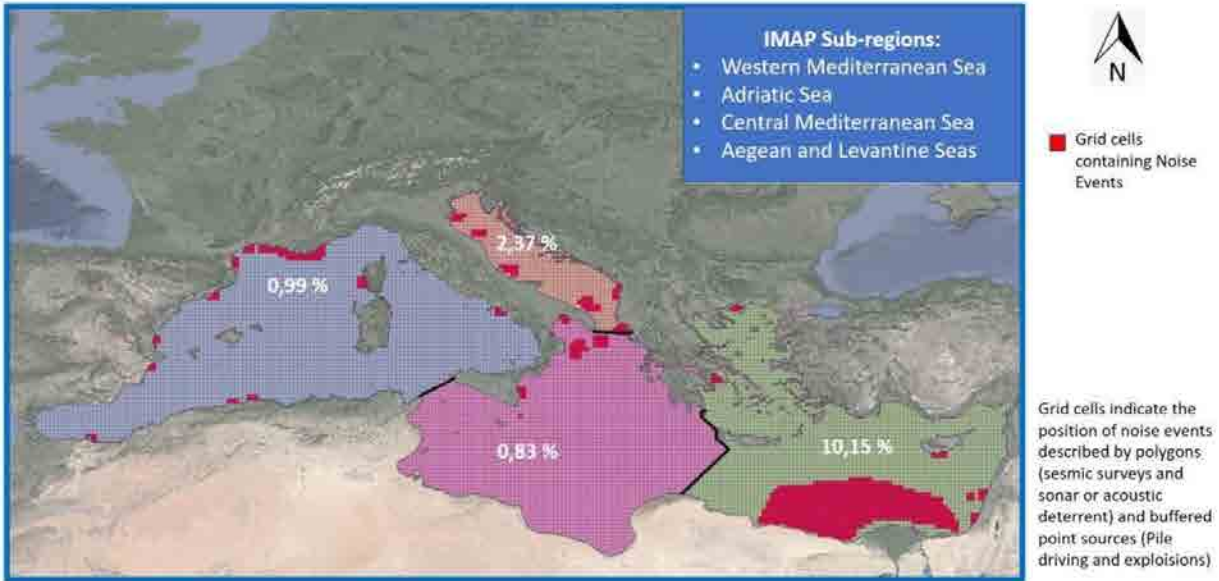 IMAP Sub-regions:
• Western Mediterranean Sea
• Adriatic Sea
• Central Mediterranean Sea
• Aegean and Levantine Seas
N
Grid cells
containing Noise
Events
2,37 %
0,99 %
0,83 %
10,15 %
Grid cells indicate the
position of noise events
described by polygons
(sesmic surveys and
sonar or acoustic
deterrent) and buffered
point sources (Pile
driving and exploisions)